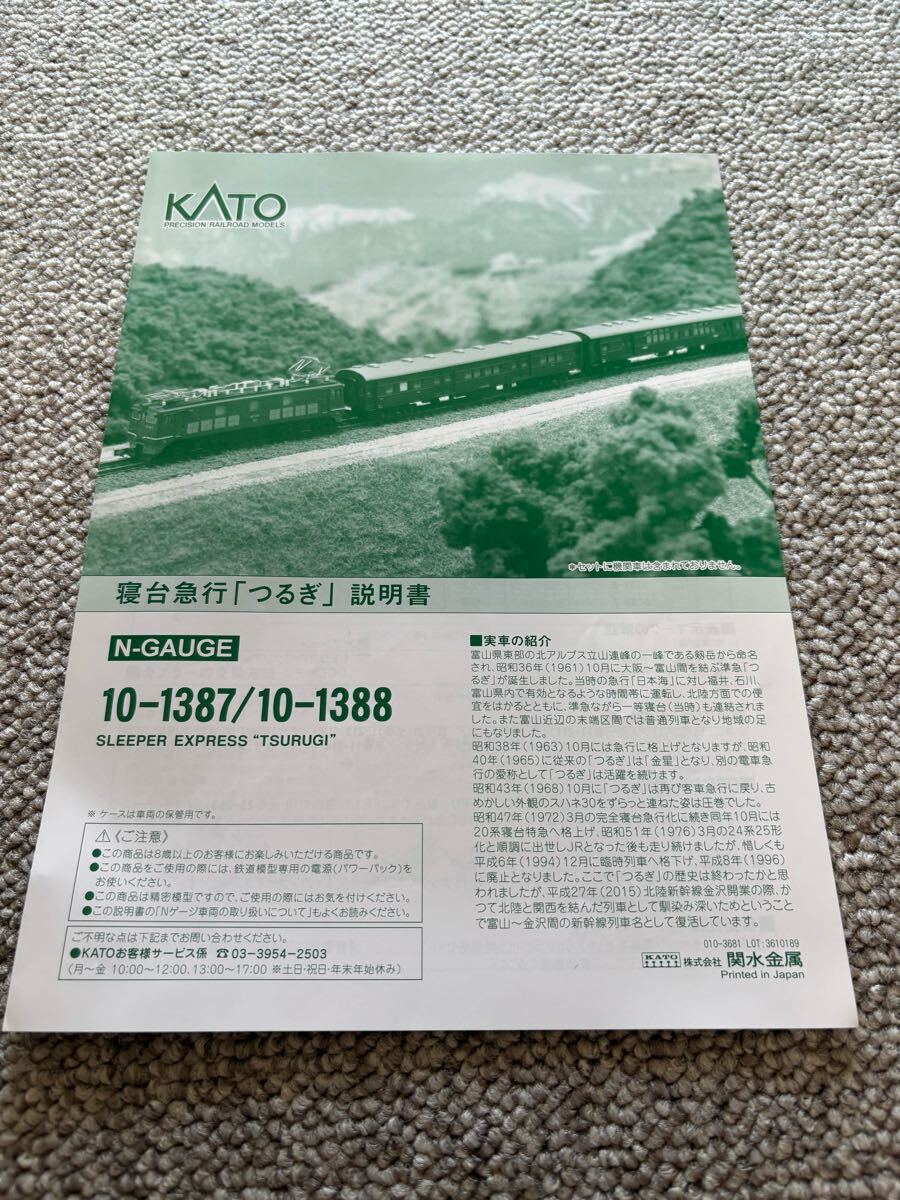 KATO
PRECISION RAILROAD MODELS
＊セットに機関車は含まれておりません。
寝台急行「つるぎ」 説明書
N-GAUGE
10-1387/10-1388
SLEEPER EXPRESS “TSURUGI”
※ ケースは車両の保管用です。
⚠《ご注意》
●この商品は8歳以上のお客様にお楽しみいただける商品です。
●この商品をご使用の際には、鉄道模型専用の電源(パワーパック)を
お使いください。
●この商品は精密模型ですので、ご使用の際にはお気を付けください。
●この説明書の「Nゲージ車両の取り扱いについて」もよくお読みください。
ご不明な点は下記までお問い合わせください。
●KATOお客様サービス係 ☎03-3954-2503
(月～金 10:00～12:00. 13:00～17:00 ※土日・祝日・年末年始休み)
■実車の紹介
富山県東部の北アルプス立山連峰の一峰である剱岳から命名
され、昭和36年(1961)10月に大阪～富山間を結ぶ準急「つ
るぎ」が誕生しました。当時の急行「日本海」に対し福井、石川、
富山県内で有効となるような時間帯に運転し、北陸方面での便
宜をはかるとともに、準急ながら一等寝台(当時)も連結されま
した。また富山近辺の末端区間では普通列車となり地域の足
にもなりました。
昭和38年(1963)10月には急行に格上げとなりますが、昭和
40年(1965)に従来の「つるぎ」は「金星」となり、別の電車急
行の愛称として「つるぎ」は活躍を続けます。
昭和43年(1968)10月に「つるぎ」は再び客車急行に戻り、古
めかしい外観のスハネ30をずらっと連ねた姿は圧巻でした。
昭和47年(1972)3月の完全寝台急行化に続き同年10月には
20系寝台特急へ格上げ、昭和51年(1976)3月の24系25形
化と順調に出世しJRとなった後も走り続けましたが、惜しくも
平成6年(1994)12月に臨時列車へ格下げ、平成8年(1996)
に廃止となりました。ここで「つるぎ」の歴史は終わったかと思
われましたが、平成27年(2015)北陸新幹線金沢開業の際、か
つて北陸と関西を結んだ列車として馴染み深いためということ
で富山～金沢間の新幹線列車名として復活しています。
010-3681 LOT:3610189
KATO 株式会社 関水金属
Printed in Japan